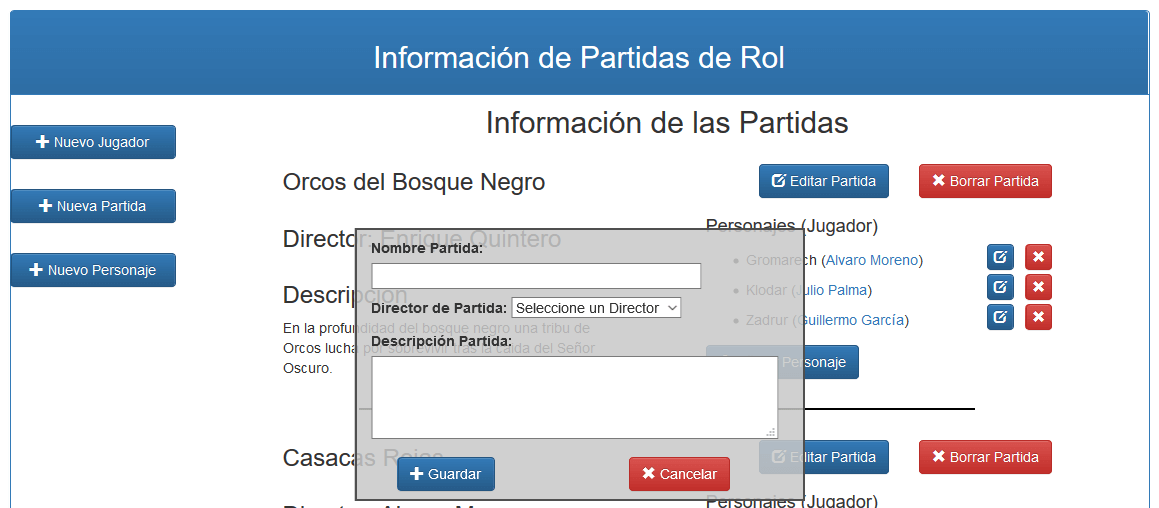 Información de Partidas de Rol
Información de las Partidas
Nuevo Jugador
Nueva Partida
Nuevo Personaje
Orcos del Bosque Negro
Editar Partida
Borrar Partida
Director: Enrique Quintero
Personajes (Jugador)
Gromarech (Alvaro Moreno)
Klodar (Julio Palma)
Zadrur (Guillermo García)
Descripción
En la profundidad del bosque negro una tribu de
Orcos lucha por sobrevivir tras la caída del Señor
Oscuro.
Personaje
Nombre Partida:
Director de Partida: Seleccione un Director
Descripción Partida:
Guardar
Cancelar
Casacas Rojas
Editar Partida
Borrar Partida
Personajes (Jugador)